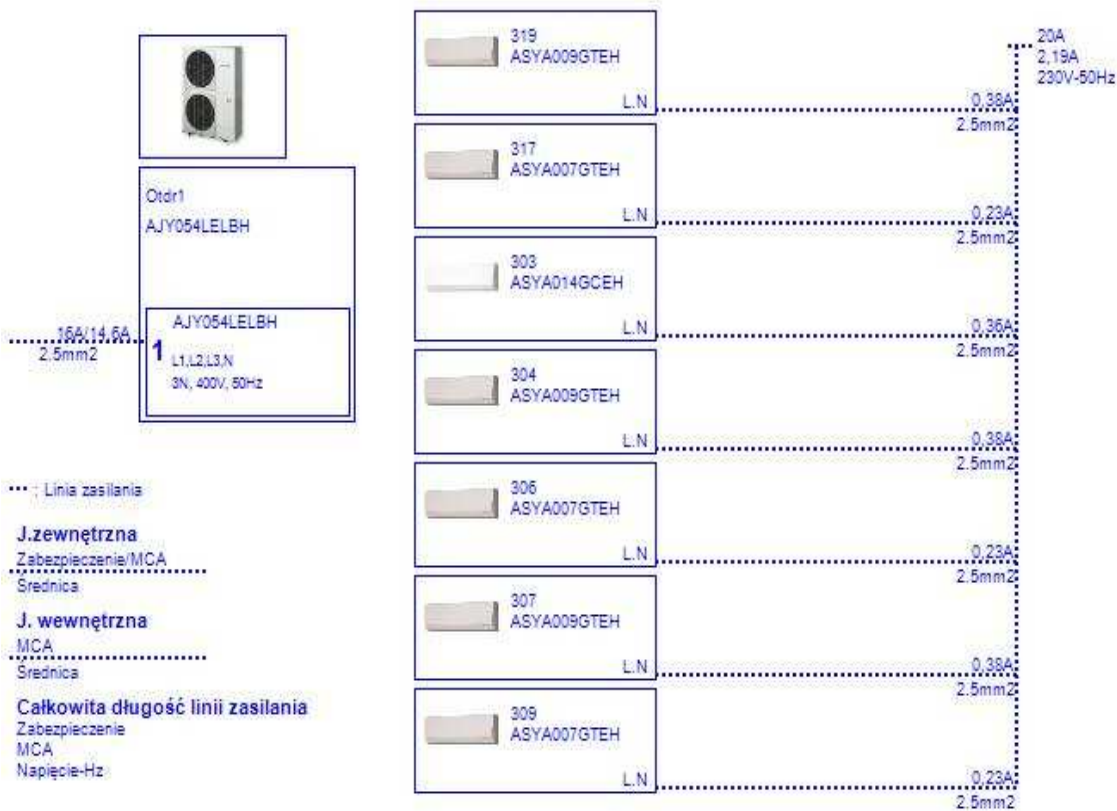 Otdr1
AJY054LELBH
16A/14.6A
2.5mm2
AJY054LELBH
1
L1,L2,L3,N
3N, 400V, 50Hz
; Linia zasilania
J.zewnętrzna
Zabezpieczenie/MCA
Średnica
J. wewnętrzna
MCA
Średnica
Całkowita długość linii zasilania
Zabezpieczenie
MCA
Napięcie-Hz
319
ASYA009GTEH
L.N
0,38A
2.5mm2
317
ASYA007GTEH
L.N
0,23A
2.5mm2
303
ASYA014GCEH
L.N
0,36A
2.5mm2
304
ASYA009GTEH
L.N
0,38A
2.5mm2
306
ASYA007GTEH
L.N
0,23A
2.5mm2
307
ASYA009GTEH
L.N
0,38A
2.5mm2
309
ASYA007GTEH
L.N
0,23A
2.5mm2
20A
2,19A
230V-50Hz